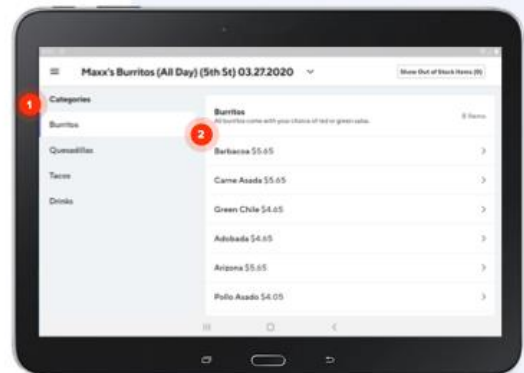 Maxx's Burritos (All Day) (5th St) 03.27.2020
Show Out of Stock Items (0)
1
Categories
Burritos
Quesadillas
Tacos
Drinks
Burritos
8 Items
All burritos come with your choice of red or green salsa.
2
Barbacoa $5.65
Carne Asada $5.65
Green Chile $4.65
Adobada $4.65
Arizona $5.65
Pollo Asado $4.05